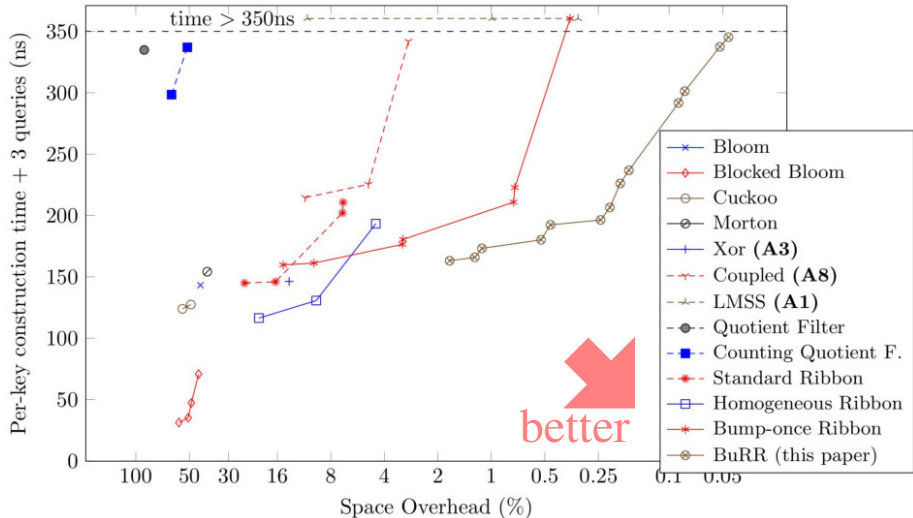 time > 350ns
350
300
250
200
150
100
50
0
Per-key construction time + 3 queries (ns)
100 50 30 16 8 4 2 1 0.5 0.25 0.1 0.05
Space Overhead (%)
better
Bloom
Blocked Bloom
Cuckoo
Morton
Xor (A3)
Coupled (A8)
LMSS (A1)
Quotient Filter
Counting Quotient F.
Standard Ribbon
Homogeneous Ribbon
Bump-once Ribbon
BuRR (this paper)